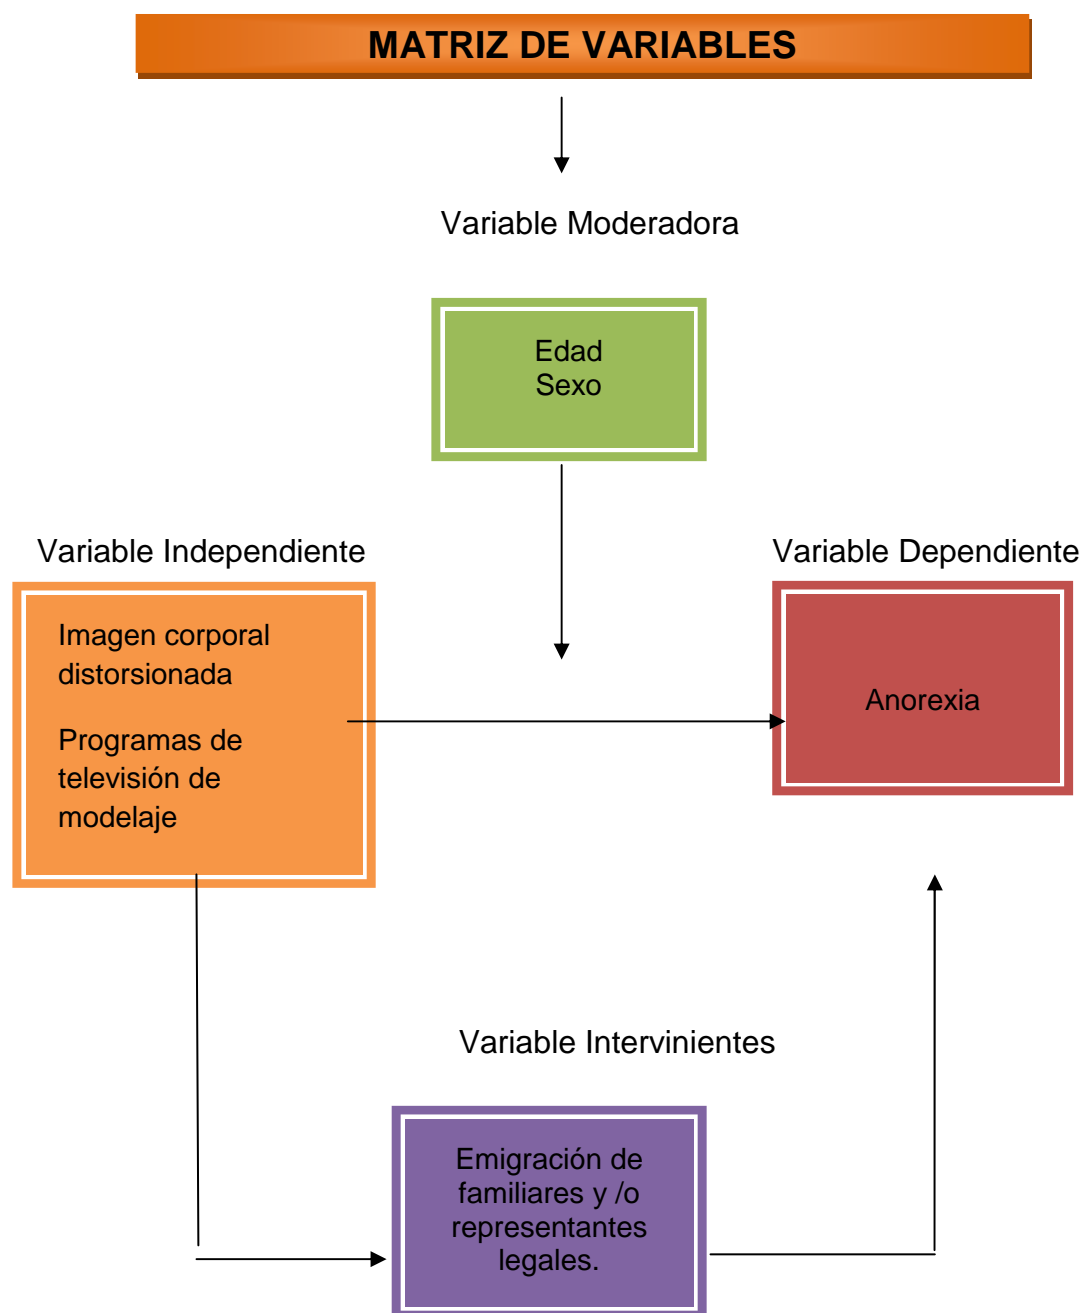 MATRIZ DE VARIABLES
Variable Moderadora
Edad
Sexo
Variable Independiente
Variable Dependiente
Imagen corporal
distorsionada
Programas de
televisión de
modelaje
Anorexia
Variable Intervinientes
Emigración de
familiares y /o
representantes
legales.